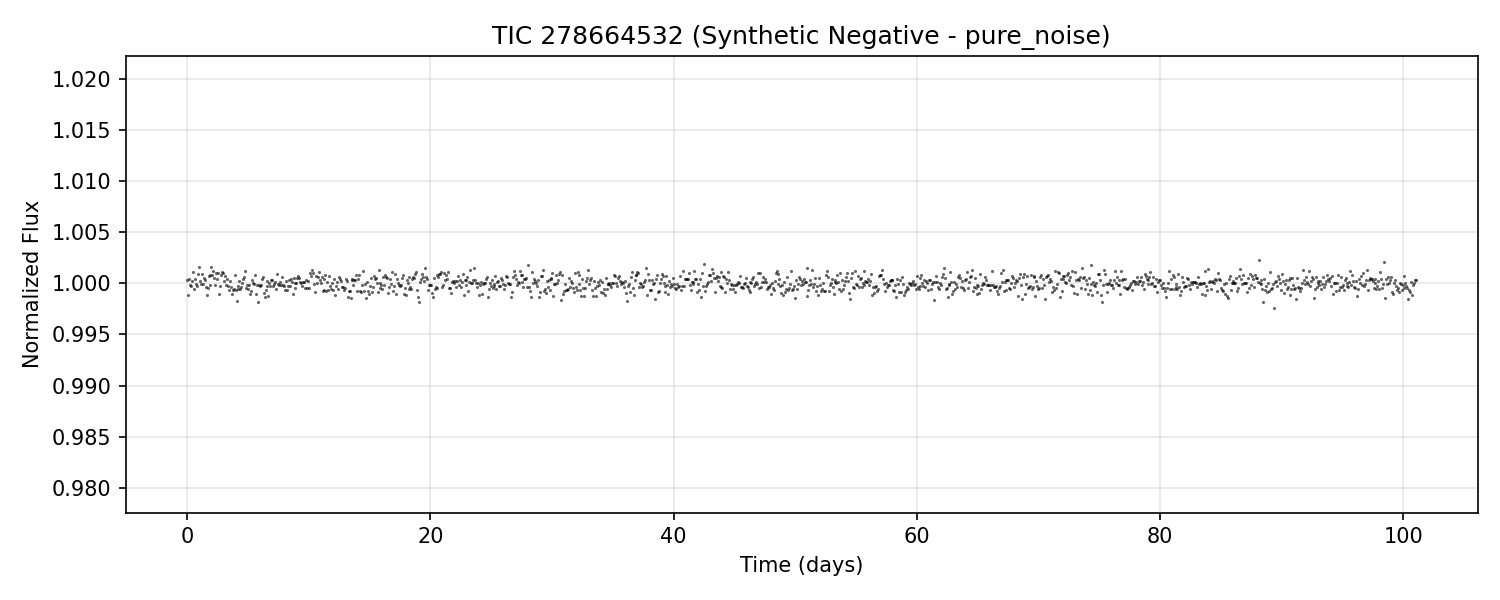 TIC 278664532 (Synthetic Negative - pure_noise)
1.020
1.015
1.010
1.005
1.000
0.995
0.990
0.985
0.980
Normalized Flux
0 20 40 60 80 100
Time (days)